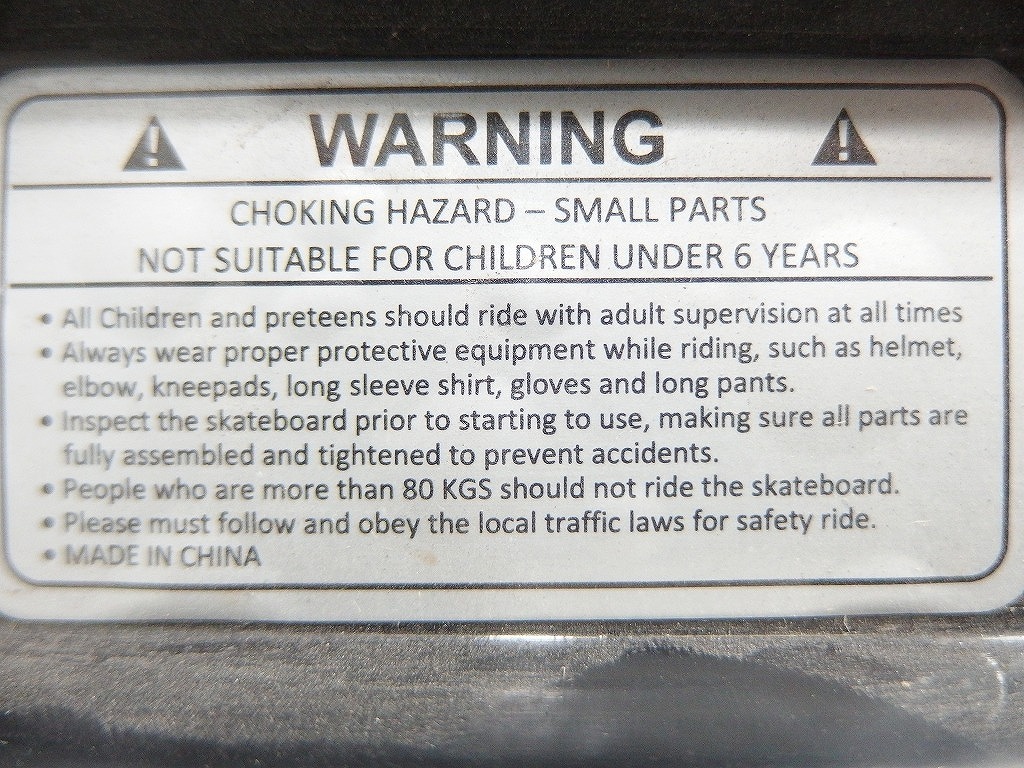 WARNING
CHOKING HAZARD – SMALL PARTS
NOT SUITABLE FOR CHILDREN UNDER 6 YEARS
• All Children and preteens should ride with adult supervision at all times
• Always wear proper protective equipment while riding, such as helmet,
elbow, kneepads, long sleeve shirt, gloves and long pants.
• Inspect the skateboard prior to starting to use, making sure all parts are
fully assembled and tightened to prevent accidents.
• People who are more than 80 KGS should not ride the skateboard.
• Please must follow and obey the local traffic laws for safety ride.
• MADE IN CHINA